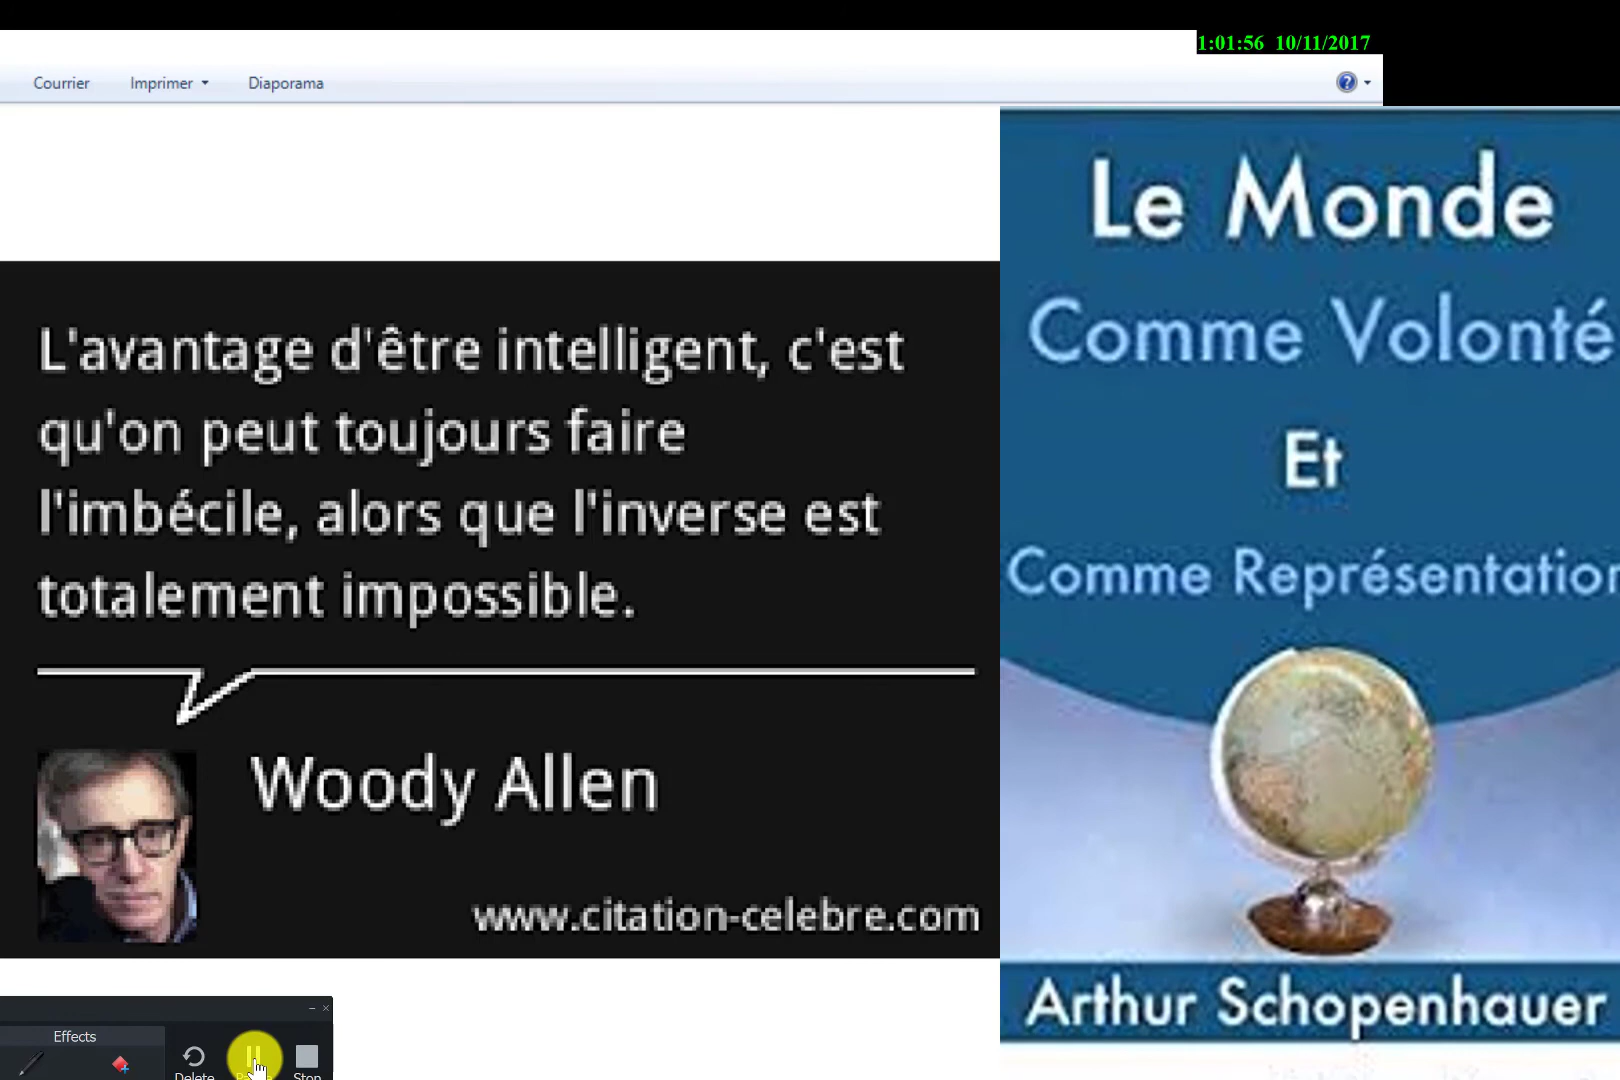 1:01:56 10/11/2017
Courrier Imprimer Diaporama
L'avantage d'être intelligent, c'est
qu'on peut toujours faire
l'imbécile, alors que l'inverse est
totalement impossible.
Woody Allen
www.citation-celebre.com
Le Monde
Comme Volonté
Et
Comme Représentation
Arthur Schopenhauer
Effects
Delete Stop